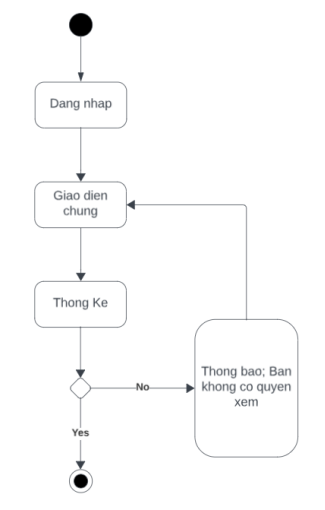 Dang nhap
Giao dien
chung
Thong Ke
Thong bao; Ban
khong co quyen
xem
No
Yes